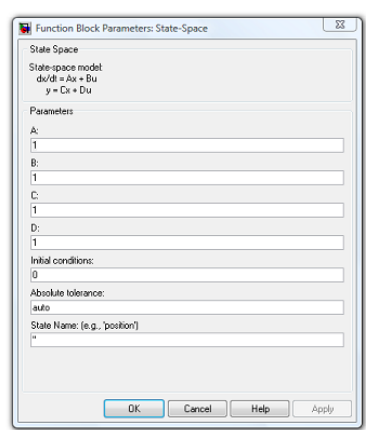 Function Block Parameters: State-Space
State Space
State-space model:
dx/dt = Ax + Bu
y = Cx + Du
Parameters
A:
1
B:
1
C:
1
D:
1
Initial conditions:
0
Absolute tolerance:
auto
State Name: (e.g., 'position')
''
OK Cancel Help Apply